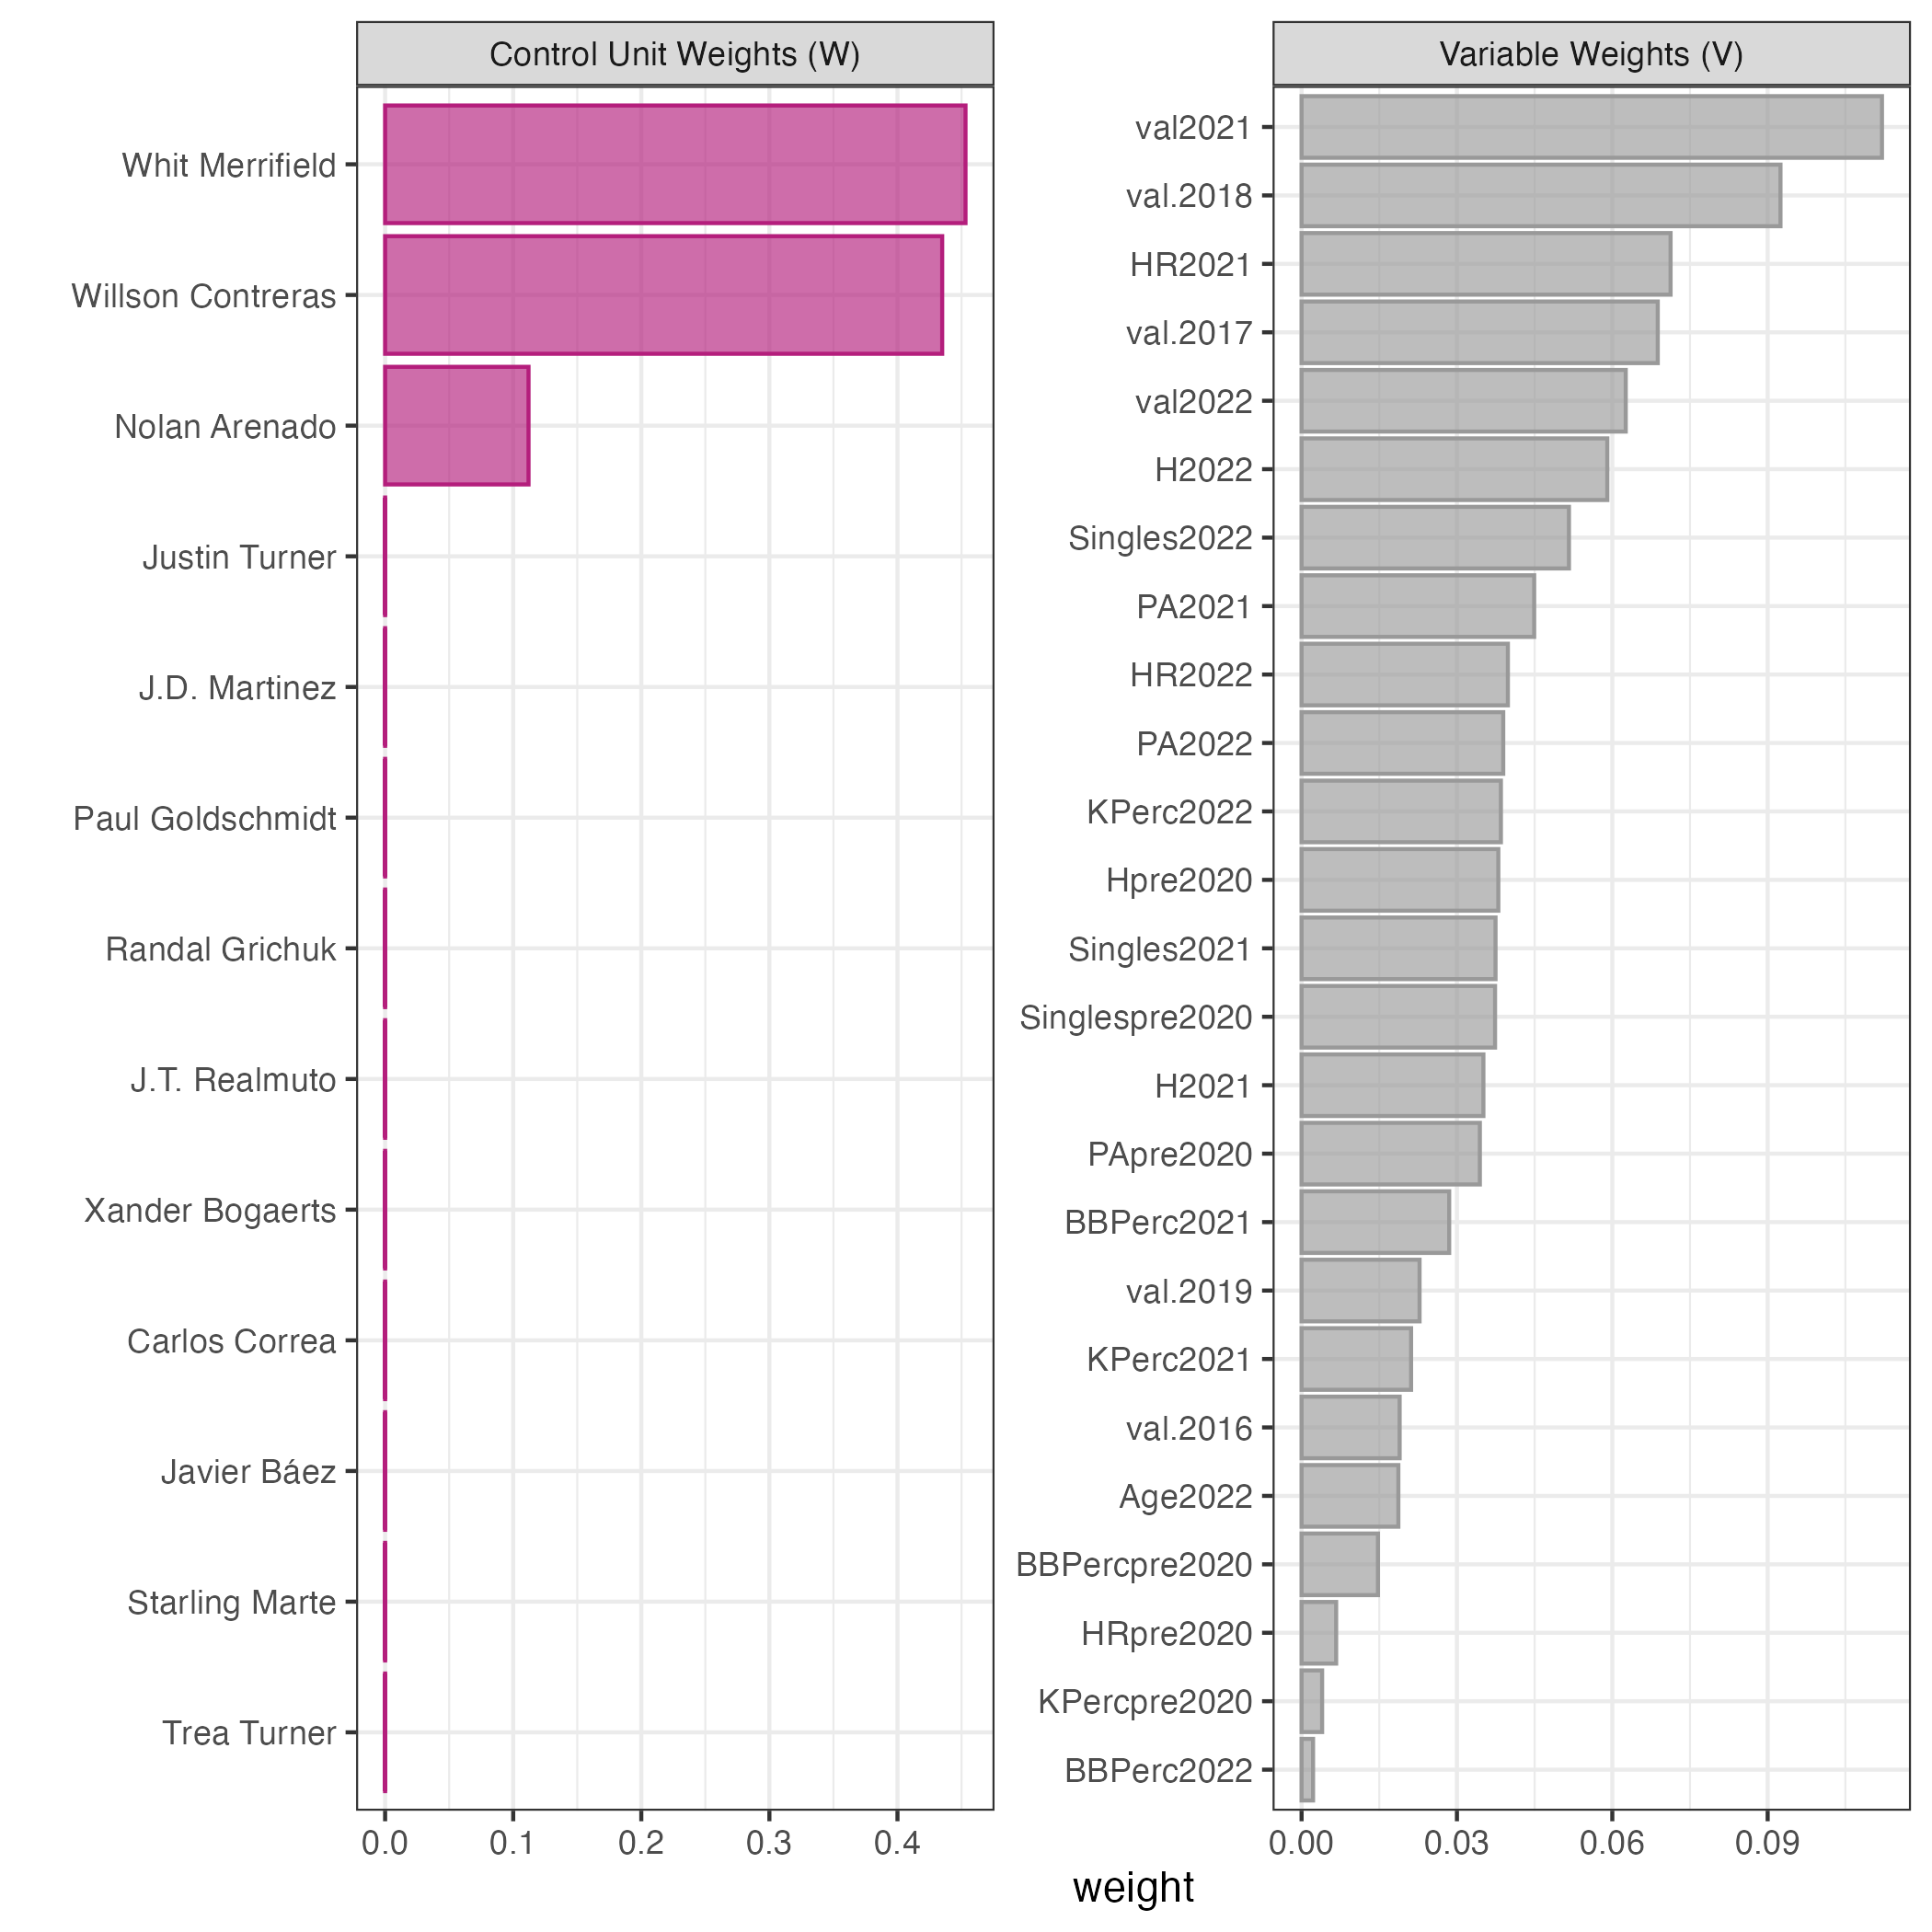 Control Unit Weights (W)
Whit Merrifield
Willson Contreras
Nolan Arenado
Justin Turner
J.D. Martinez
Paul Goldschmidt
Randal Grichuk
J.T. Realmuto
Xander Bogaerts
Carlos Correa
Javier Báez
Starling Marte
Trea Turner
0.0 0.1 0.2 0.3 0.4
Variable Weights (V)
val2021
val.2018
HR2021
val.2017
val2022
H2022
Singles2022
PA2021
HR2022
PA2022
KPerc2022
Hpre2020
Singles2021
Singlespre2020
H2021
PApre2020
BBPerc2021
val.2019
KPerc2021
val.2016
Age2022
BBPercpre2020
HRpre2020
KPercpre2020
BBPerc2022
0.00 0.03 0.06 0.09
weight